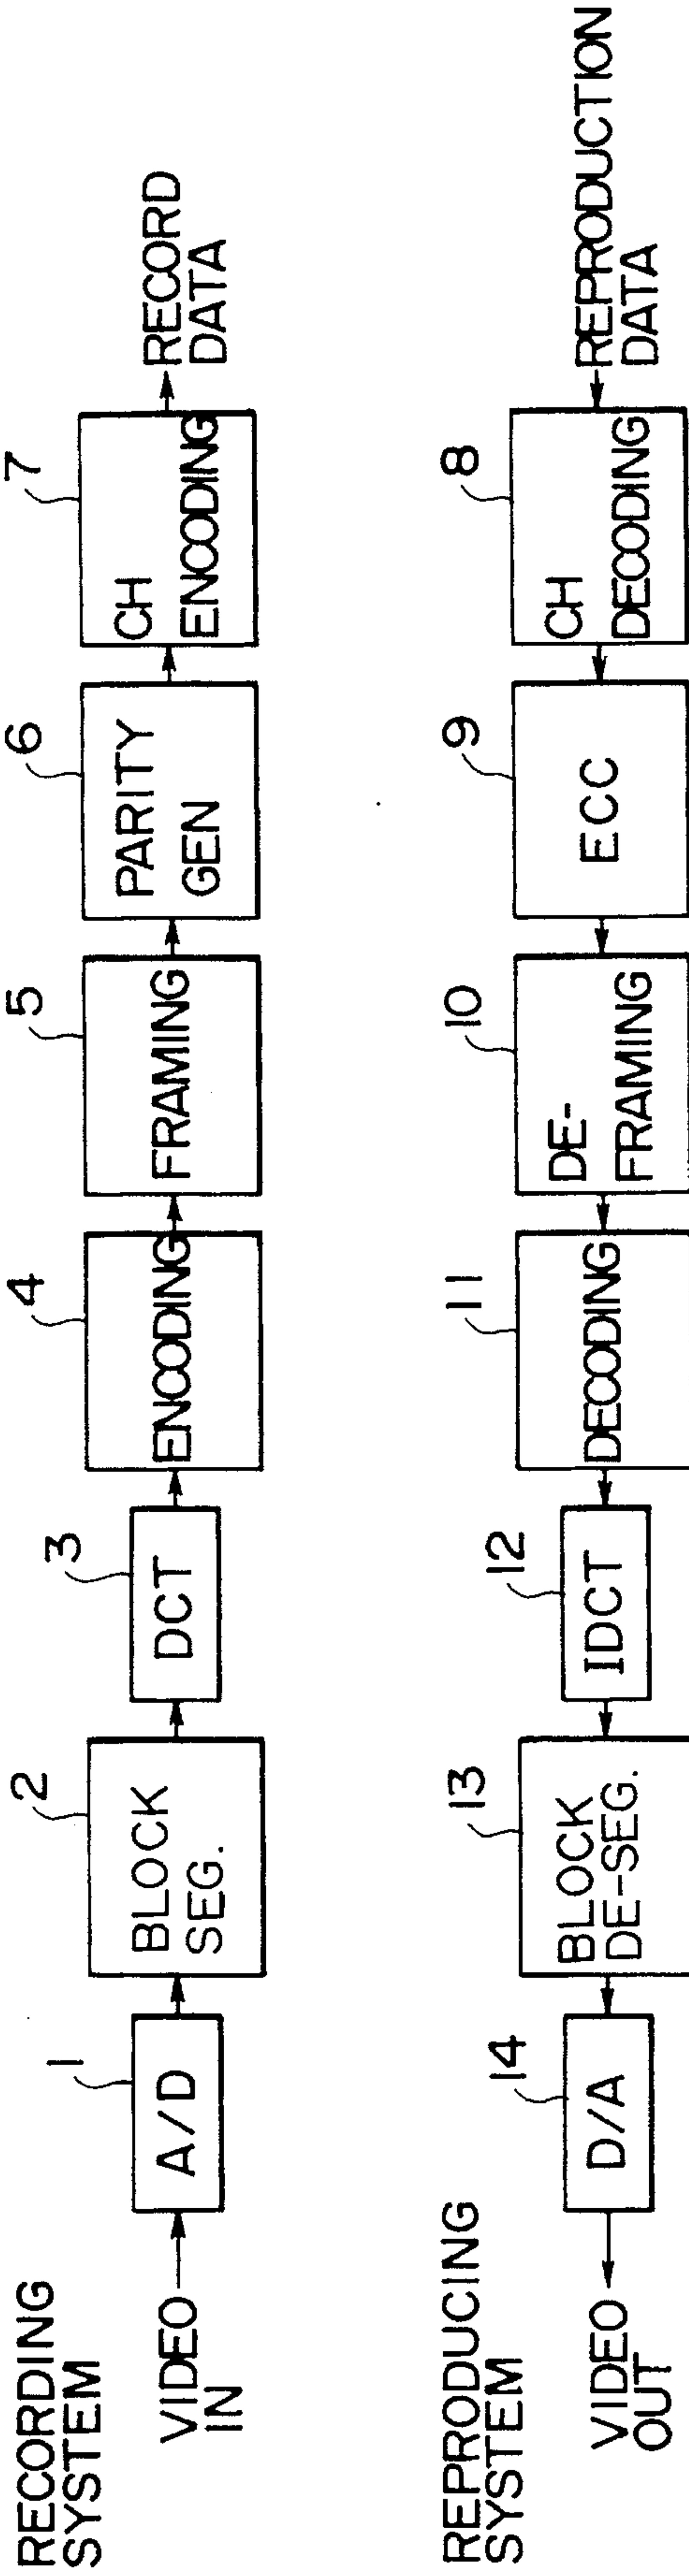 RECORDING
SYSTEM
VIDEO
IN
1
A/D
2
BLOCK
SEG.
3
DCT
4
ENCODING
5
FRAMING
6
PARITY
GEN
7
CH
ENCODING
RECORD
DATA
REPRODUCING
SYSTEM
VIDEO
OUT
14
D/A
13
BLOCK
DE-SEG.
12
IDCT
11
DECODING
10
DE-
FRAMING
9
ECC
8
CH
DECODING
REPRODUCTION
DATA